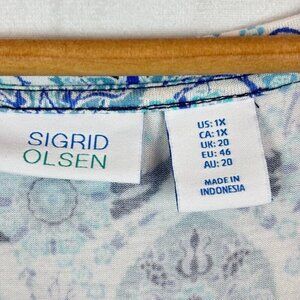 SIGRID
OLSEN
US: 1X
CA: 1X
UK: 20
EU: 46
AU: 20
MADE IN
INDONESIA